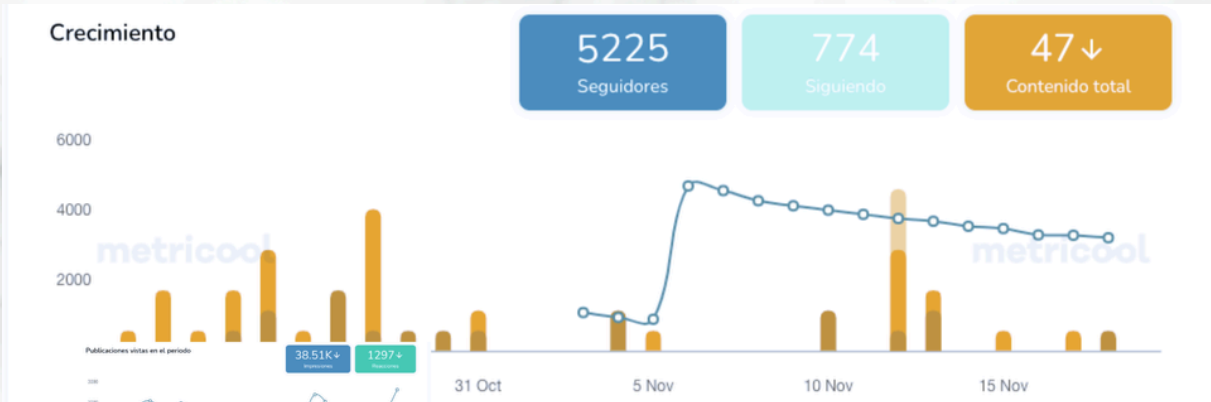 Crecimiento
5225
Seguidores
774
Siguiendo
47↓
Contenido total
6000
4000
2000
metricool
metricool
31 Oct
5 Nov
10 Nov
15 Nov
Publicaciones vistas en el periodo
38.51K↓
1297↓